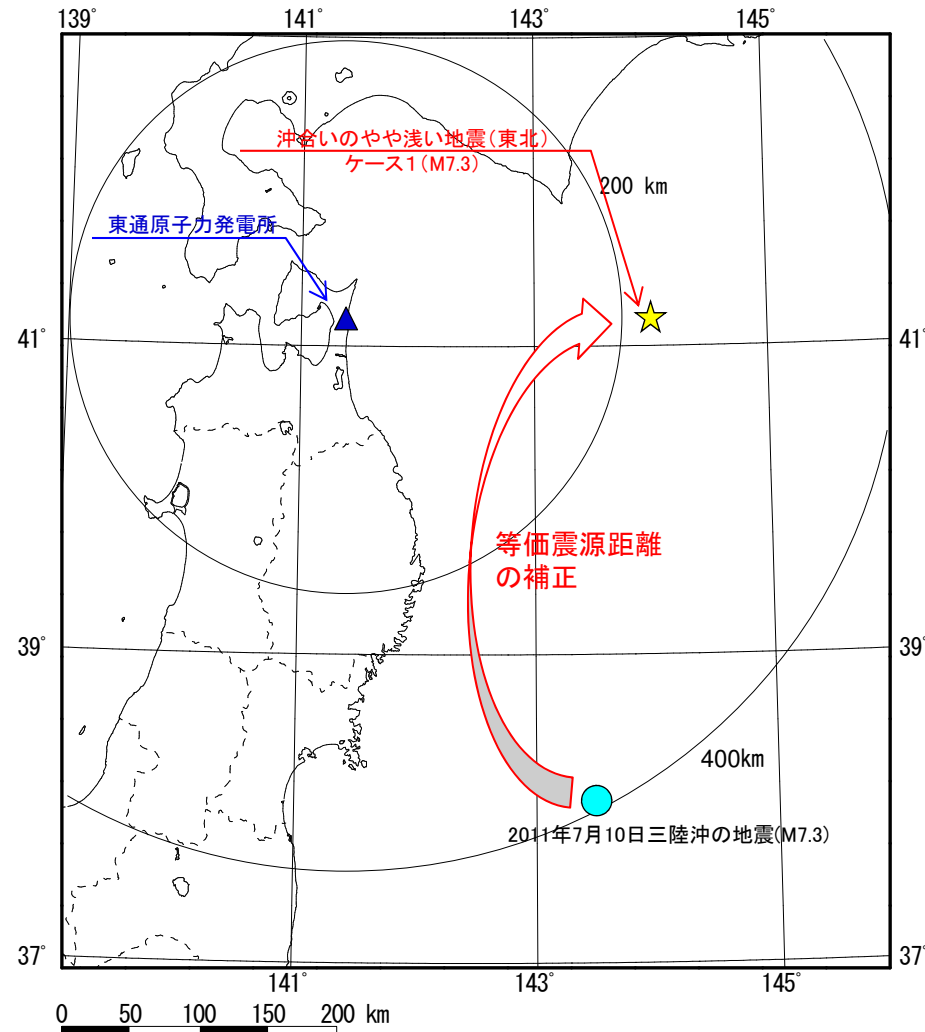 139° 141° 143° 145°
沖合いのやや浅い地震(東北)
ケース1(M7.3)
200 km
東通原子力発電所
41° 41°
等価震源距離
の補正
39° 39°
400km
2011年7月10日三陸沖の地震(M7.3)
37° 37°
141° 143° 145°
0 50 100 150 200 km